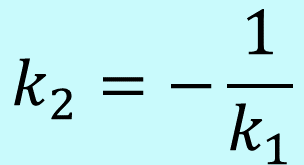 k₂ = −1/k₁